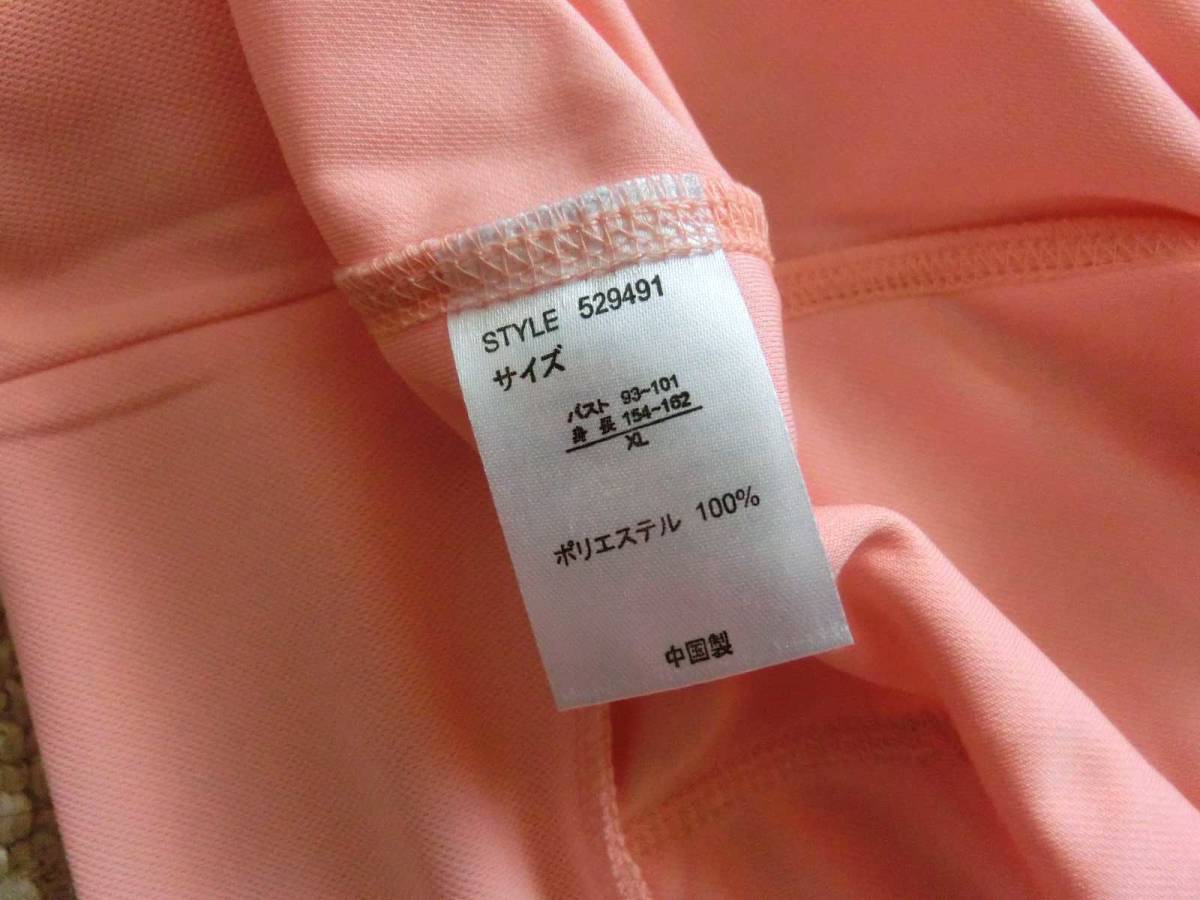 STYLE 529491
サイズ
バスト 93~101
身長 154~162
XL
ポリエステル 100%
中国製